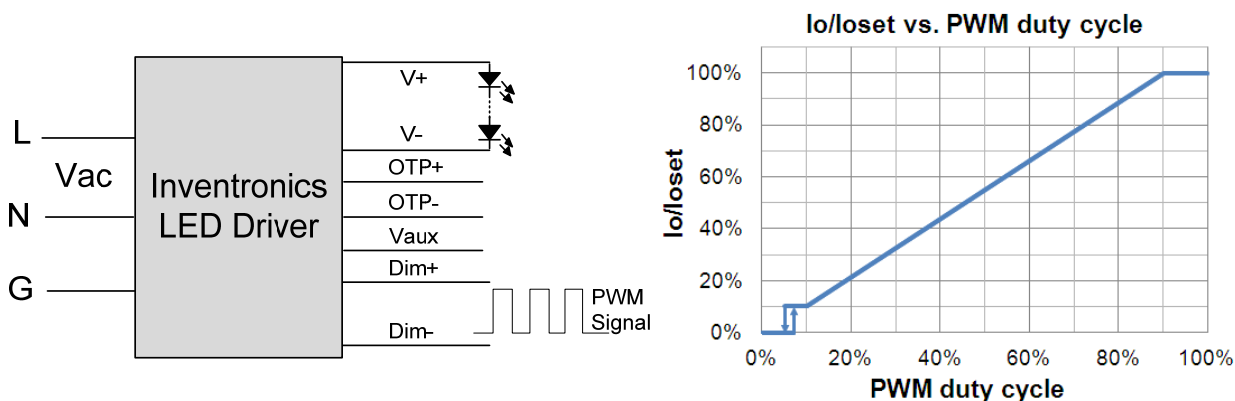 L
Vac
N
G
Inventronics
LED Driver
V+
V-
OTP+
OTP-
Vaux
Dim+
Dim-
PWM
Signal
Io/Ioset vs. PWM duty cycle
Io/Ioset
100%
80%
60%
40%
20%
0%
0% 20% 40% 60% 80% 100%
PWM duty cycle